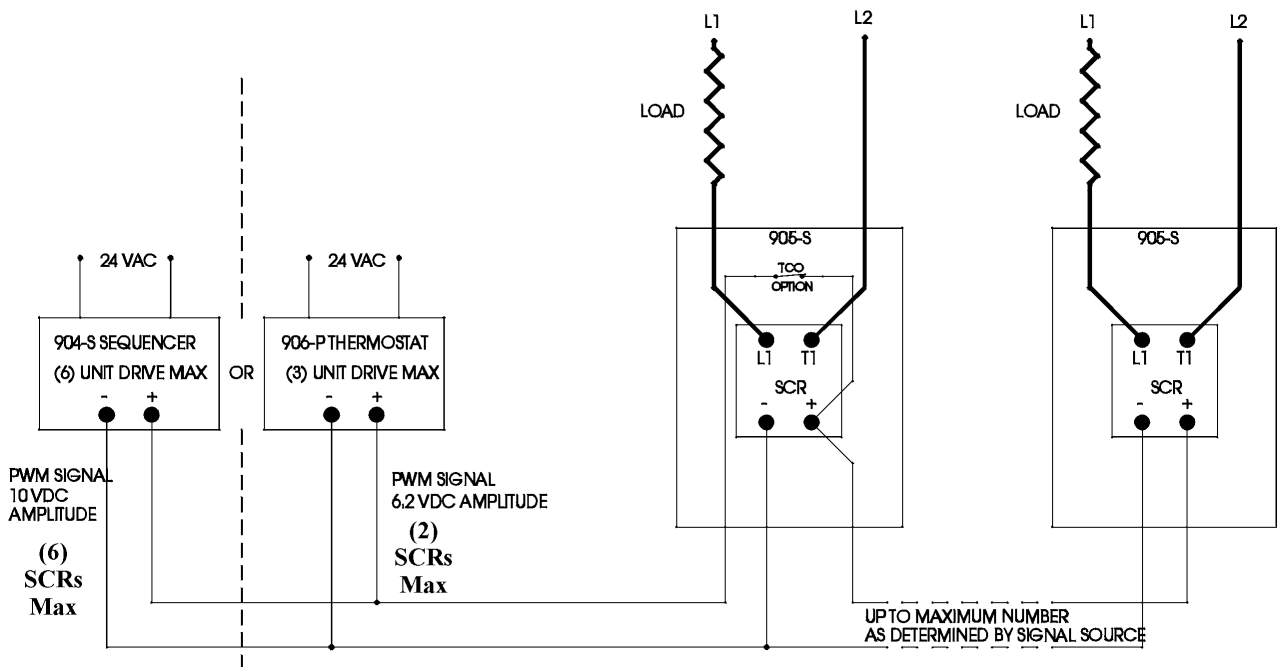 L1
L2
L1
L2
LOAD
LOAD
905-S
905-S
TCO
OPTION
24 VAC
24 VAC
904-S SEQUENCER
(6) UNIT DRIVE MAX
- +
OR
906-P THERMOSTAT
(3) UNIT DRIVE MAX
- +
L1 T1
SCR
- +
L1 T1
SCR
- +
PWM SIGNAL
10 VDC
AMPLITUDE
(6)
SCRs
Max
PWM SIGNAL
6.2 VDC AMPLITUDE
(2)
SCRs
Max
UP TO MAXIMUM NUMBER
AS DETERMINED BY SIGNAL SOURCE